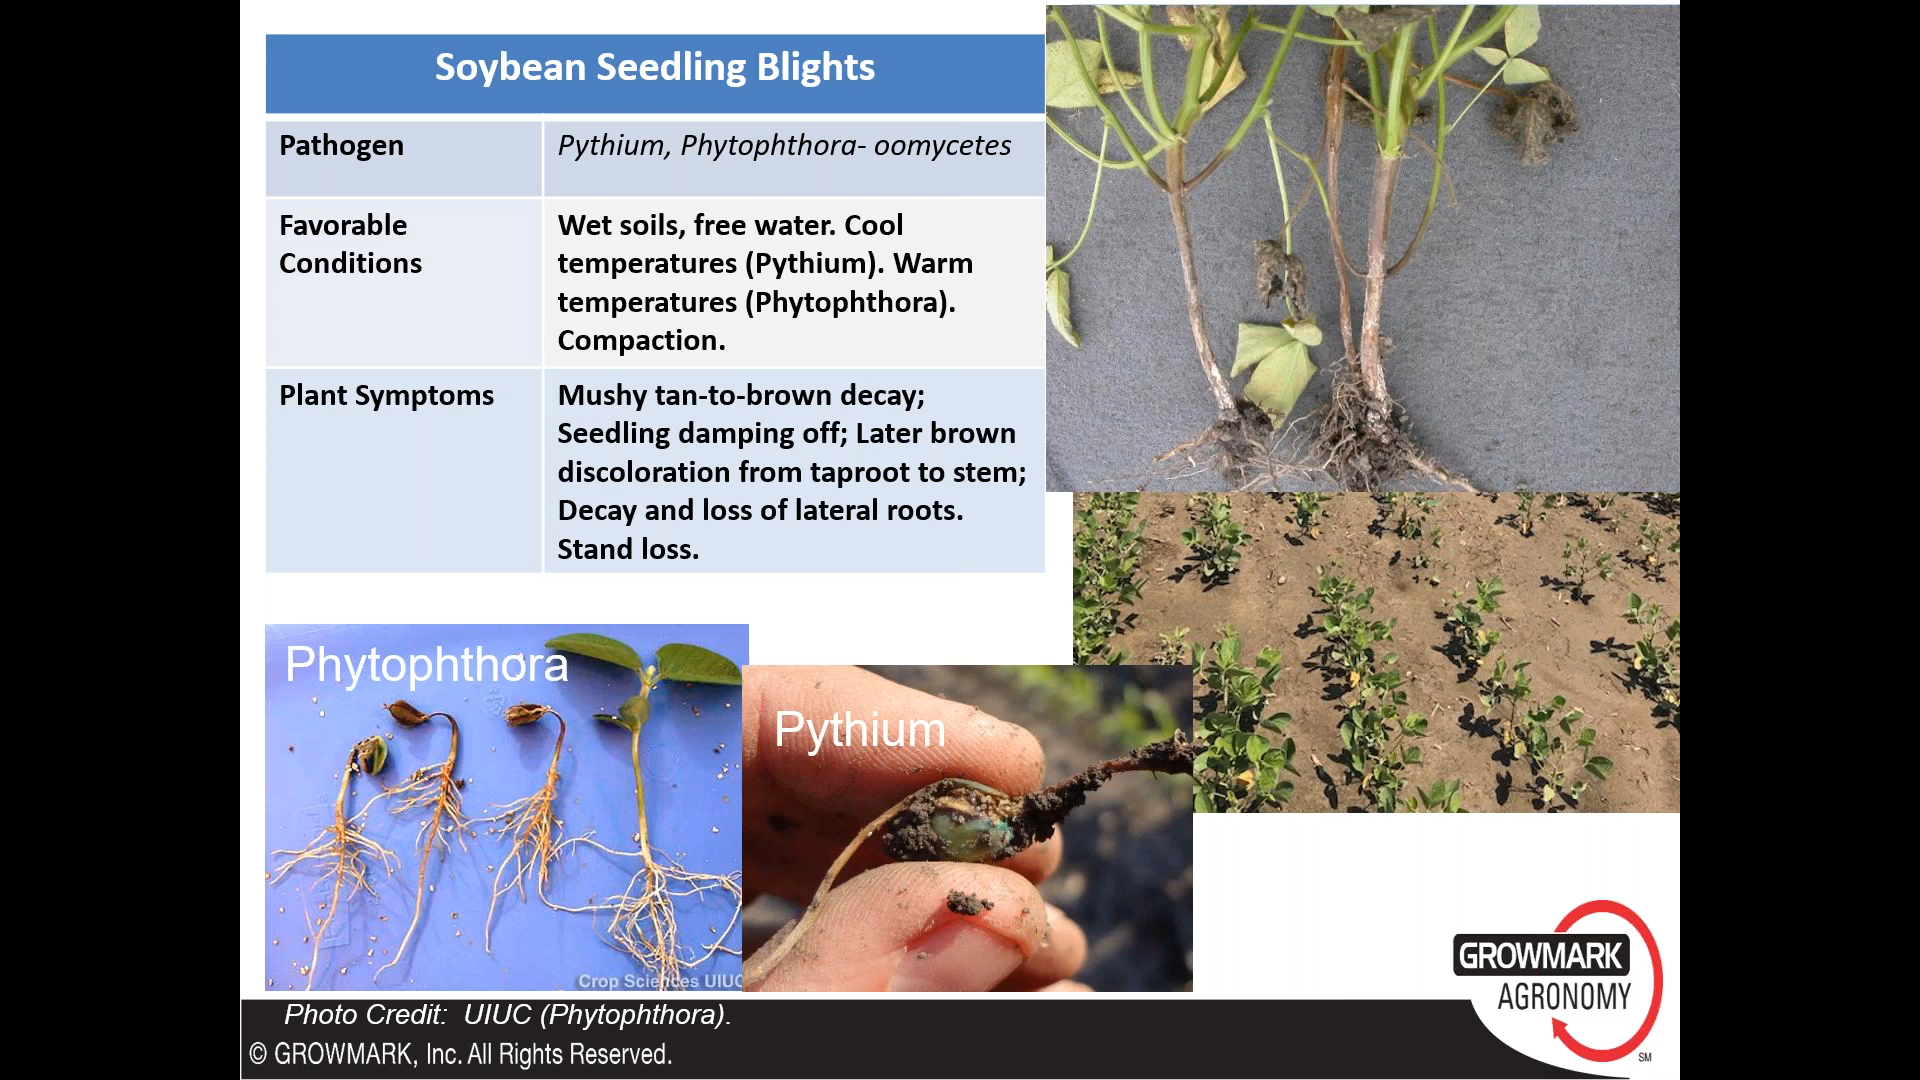 Soybean Seedling Blights
Pathogen
Pythium, Phytophthora- oomycetes
Favorable
Conditions
Wet soils, free water. Cool
temperatures (Pythium). Warm
temperatures (Phytophthora).
Compaction.
Plant Symptoms
Mushy tan-to-brown decay;
Seedling damping off; Later brown
discoloration from taproot to stem;
Decay and loss of lateral roots.
Stand loss.
Phytophthora
Pythium
Crop Sciences UIUC
GROWMARK
AGRONOMY
SM
Photo Credit: UIUC (Phytophthora).
© GROWMARK, Inc. All Rights Reserved.